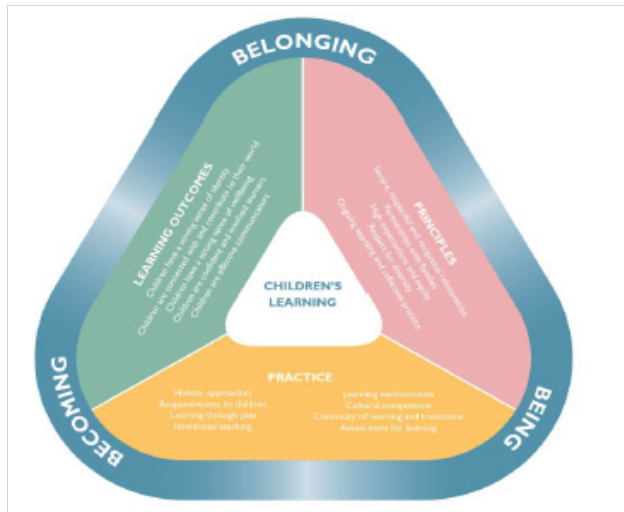 BELONGING
LEARNING OUTCOMES
Children have a strong sense of identity
Children are connected with and contribute to their world
Children have a strong sense of wellbeing
Children are confident and involved learners
Children are effective communicators
PRINCIPLES
Secure, respectful and reciprocal relationships
Partnerships with families
High expectations and equity
Respect for diversity
Ongoing learning and reflective practice
CHILDREN'S
LEARNING
PRACTICE
Holistic approaches
Responsiveness to children
Learning through play
Intentional teaching
Learning environments
Cultural competence
Continuity of learning and transitions
Assessment for learning
BECOMING
BEING